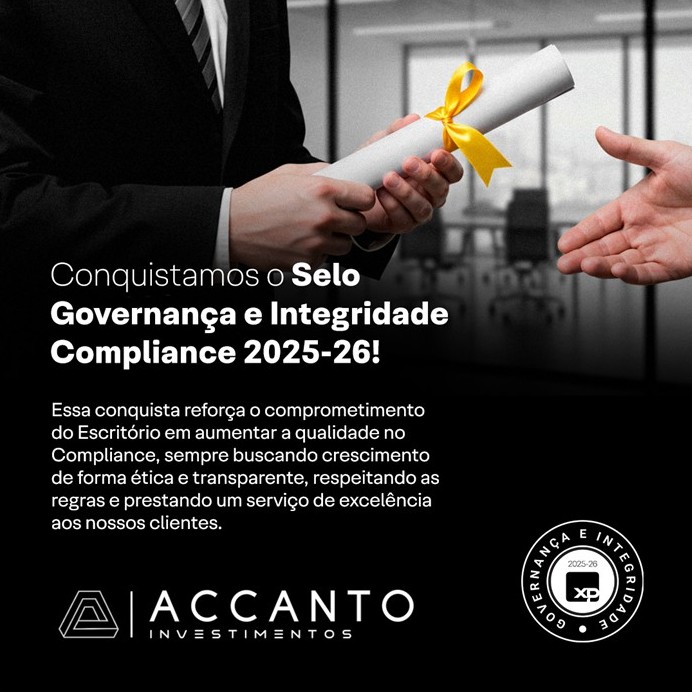 Conquistamos o Selo
Governança e Integridade
Compliance 2025-26!
Essa conquista reforça o comprometimento
do Escritório em aumentar a qualidade no
Compliance, sempre buscando crescimento
de forma ética e transparente, respeitando as
regras e prestando um serviço de excelência
aos nossos clientes.
ACCANTO
INVESTIMENTOS
GOVERNANÇA E INTEGRIDADE
2025-26
xp